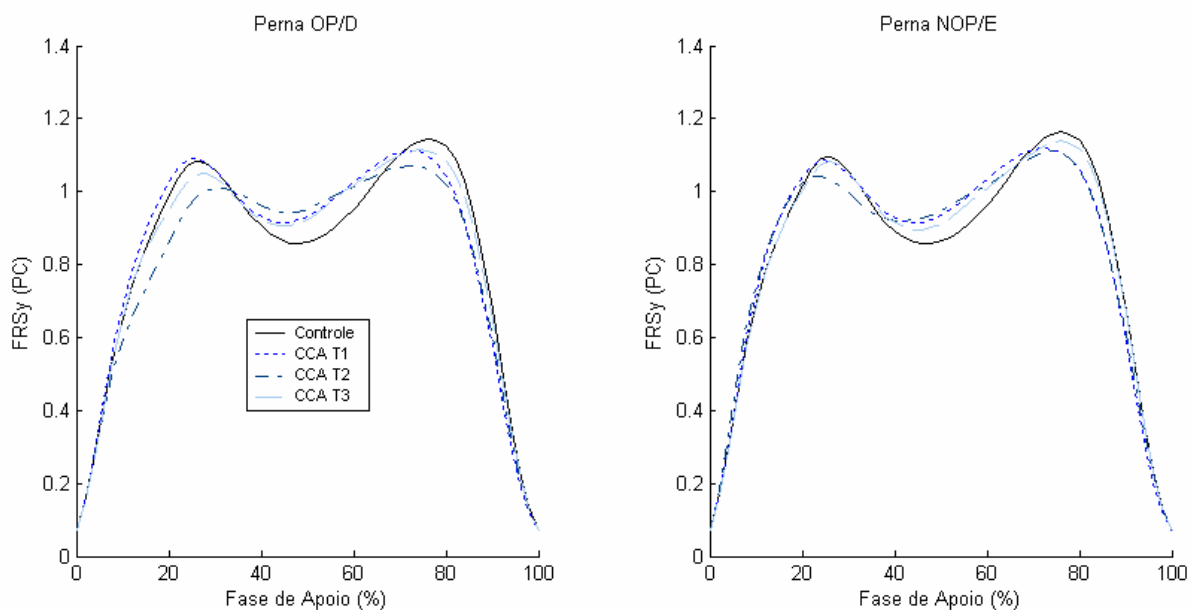 Perna OP/D
1.4
1.2
1
0.8
0.6
0.4
0.2
0
FRSy (PC)
Controle
CCA T1
CCA T2
CCA T3
0 20 40 60 80 100
Fase de Apoio (%)
Perna NOP/E
1.4
1.2
1
0.8
0.6
0.4
0.2
0
FRSy (PC)
0 20 40 60 80 100
Fase de Apoio (%)